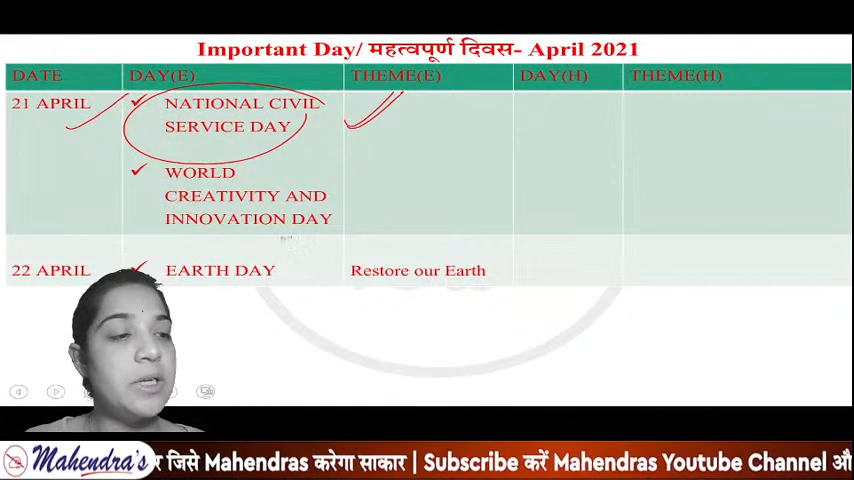 Important Day/ महत्वपूर्ण दिवस- April 2021
DATE DAY(E) THEME(E) DAY(H) THEME(H)
21 APRIL ✓ NATIONAL CIVIL
SERVICE DAY
✓ WORLD
CREATIVITY AND
INNOVATION DAY
22 APRIL ✓ EARTH DAY Restore our Earth
Mahendra's र जिसे Mahendras करेगा साकार | Subscribe करें Mahendras Youtube Channel औ